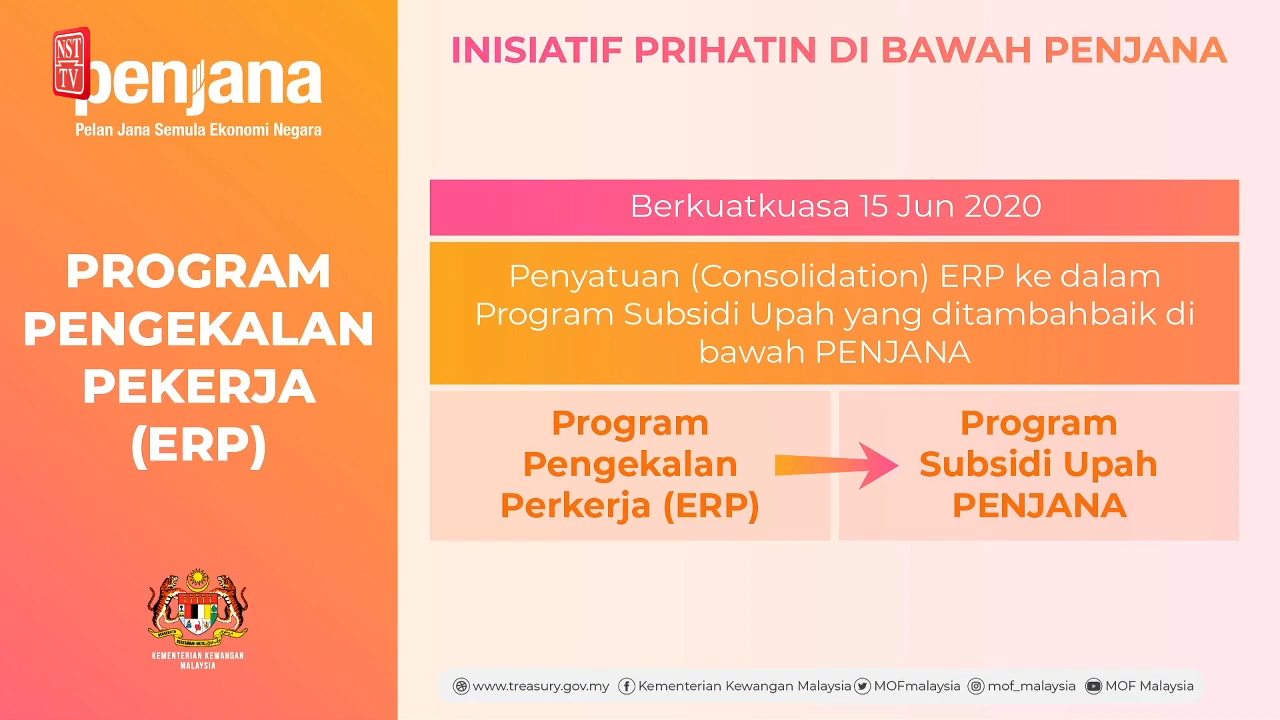 NST
TV
penjana
Pelan Jana Semula Ekonomi Negara
PROGRAM
PENGEKALAN
PEKERJA
(ERP)
KEMENTERIAN KEWANGAN
MALAYSIA
INISIATIF PRIHATIN DI BAWAH PENJANA
Berkuatkuasa 15 Jun 2020
Penyatuan (Consolidation) ERP ke dalam
Program Subsidi Upah yang ditambahbaik di
bawah PENJANA
Program
Pengekalan
Perkerja (ERP)
Program
Subsidi Upah
PENJANA
www.treasury.gov.my Kementerian Kewangan Malaysia MOFmalaysia mof_malaysia MOF Malaysia